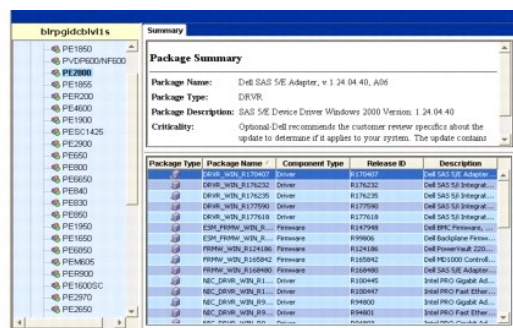 blrpgidcblvl1s
PE1850
PVDP600/NF600
PE2800
PE1855
PER200
PE4600
PE1900
PESC1425
PE2900
PE650
PE800
PE6650
PE840
PE830
PE850
PE1950
PE1650
PE6850
PEM605
PER900
PE1600SC
PE2970
PE2650
Summary
Package Summary
Package Name: Dell SAS 5/E Adapter, v 1.24.04.40, A06
Package Type: DRVR
Package Description: SAS 5/E Device Driver Windows 2000 Version: 1.24.04.40
Criticality: Optional-Dell recommends the customer review specifics about the
update to determine if it applies to your system. The update contains
Package Type Package Name / Component Type Release ID Description
DRVR_WIN_R170407 Driver R170407 Dell SAS 5/E Adapter...
DRVR_WIN_R176232 Driver R176232 Dell SAS 5/i Integrat...
DRVR_WIN_R176235 Driver R176235 Dell SAS 5/i Integrat...
DRVR_WIN_R177590 Driver R177590 Dell SAS 5/i Integrat...
DRVR_WIN_R177618 Driver R177618 Dell SAS 5/i Integrat...
ESM_FRMW_WIN_R... Firmware R147948 Dell BMC Firmware, ...
ESM_FRMW_WIN_R... Firmware R99806 Dell Backplane Firmw...
FRMW_WIN_R124186 Firmware R124186 Dell PowerVault 220...
FRMW_WIN_R165842 Firmware R165842 Dell MD1000 Controll...
FRMW_WIN_R168480 Firmware R168480 Dell SAS 5/E Adapter...
NIC_DRVR_WIN_R1... Driver R100445 Intel PRO Gigabit Ad...
NIC_DRVR_WIN_R1... Driver R100447 Intel PRO Fast Ether...
NIC_DRVR_WIN_R9... Driver R94800 Intel PRO Gigabit Ad...
NIC_DRVR_WIN_R9... Driver R94801 Intel PRO Fast Ether...